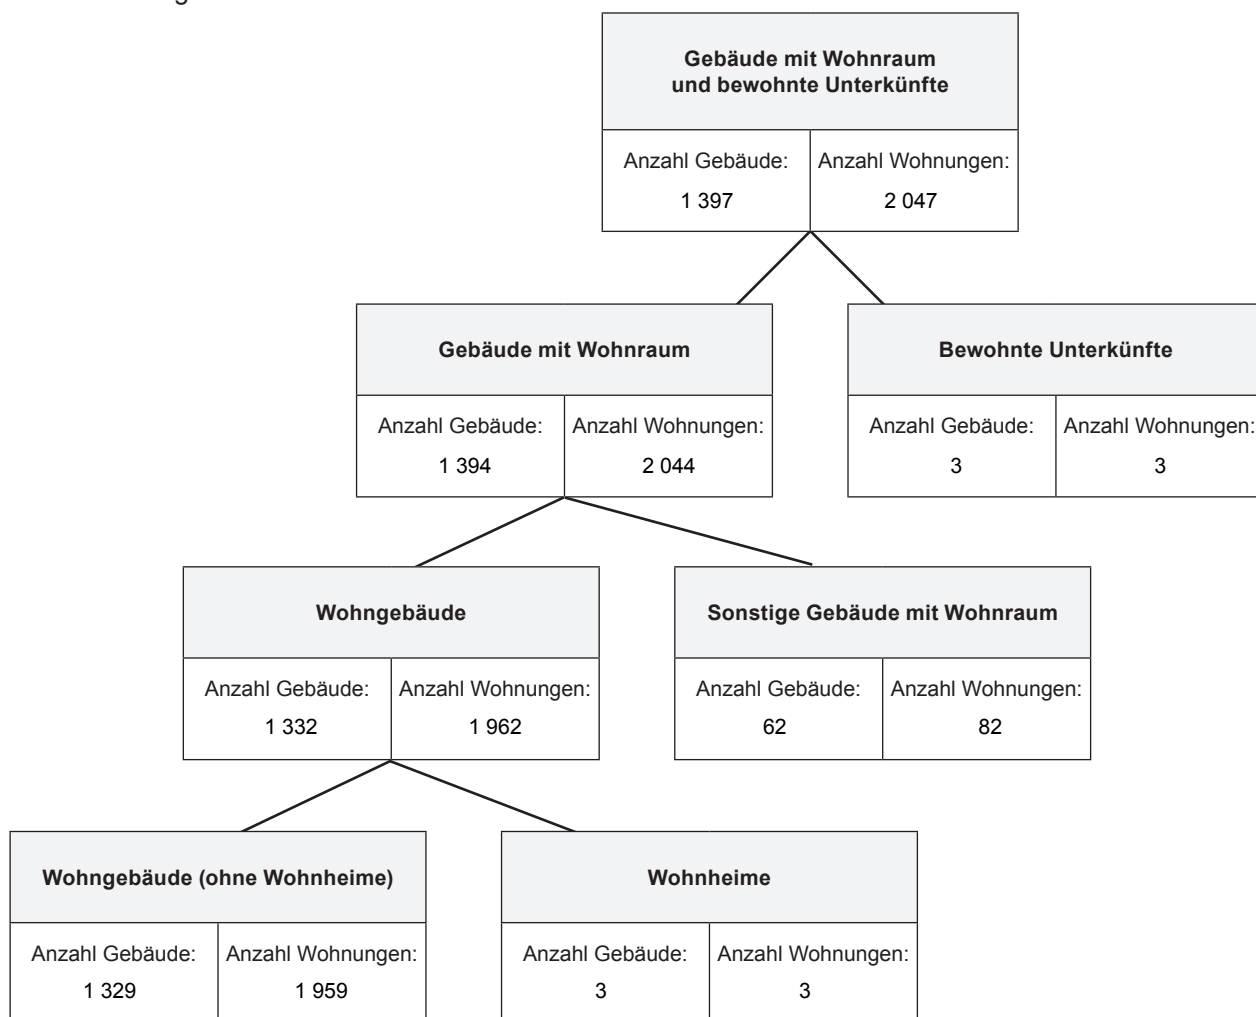 Gebäude mit Wohnraum
und bewohnte Unterkünfte
Anzahl Gebäude: Anzahl Wohnungen:
1 397 2 047
Gebäude mit Wohnraum Bewohnte Unterkünfte
Anzahl Gebäude: Anzahl Wohnungen: Anzahl Gebäude: Anzahl Wohnungen:
1 394 2 044 3 3
Wohngebäude Sonstige Gebäude mit Wohnraum
Anzahl Gebäude: Anzahl Wohnungen: Anzahl Gebäude: Anzahl Wohnungen:
1 332 1 962 62 82
Wohngebäude (ohne Wohnheime) Wohnheime
Anzahl Gebäude: Anzahl Wohnungen: Anzahl Gebäude: Anzahl Wohnungen:
1 329 1 959 3 3